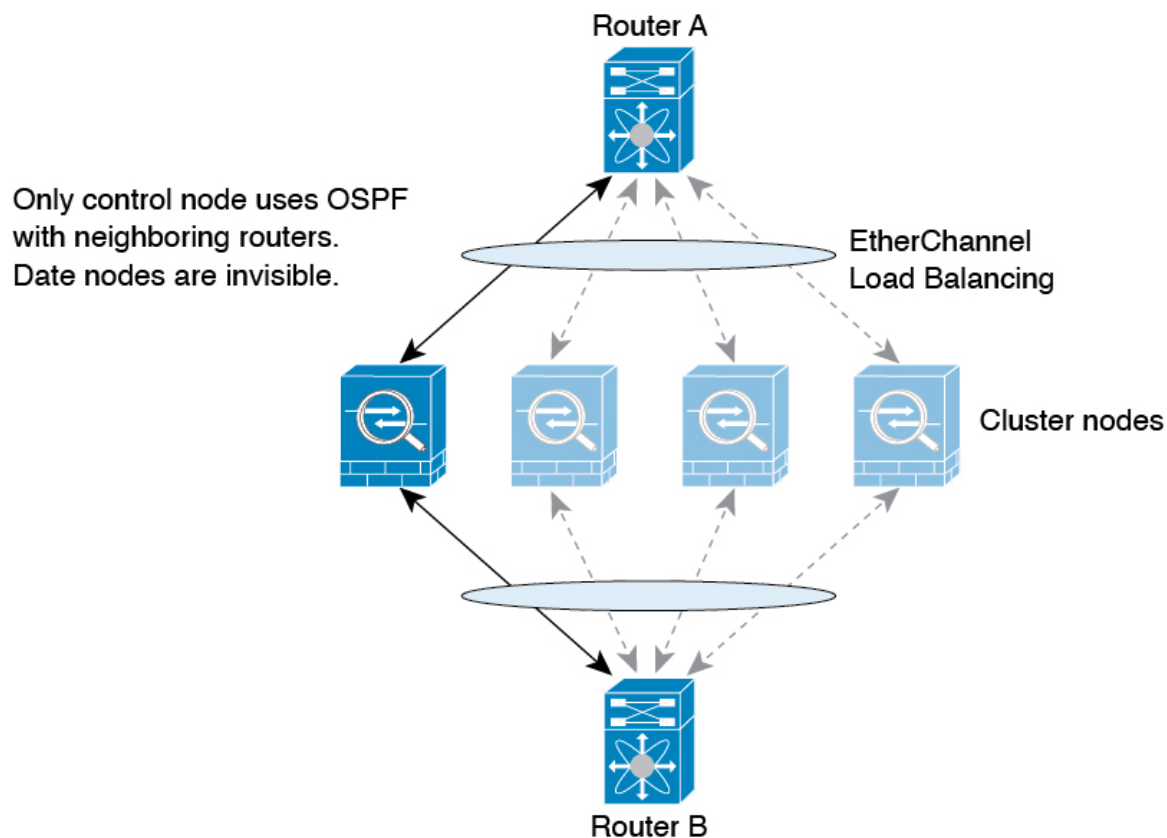 Router A
Only control node uses OSPF
with neighboring routers.
Date nodes are invisible.
EtherChannel
Load Balancing
Cluster nodes
Router B